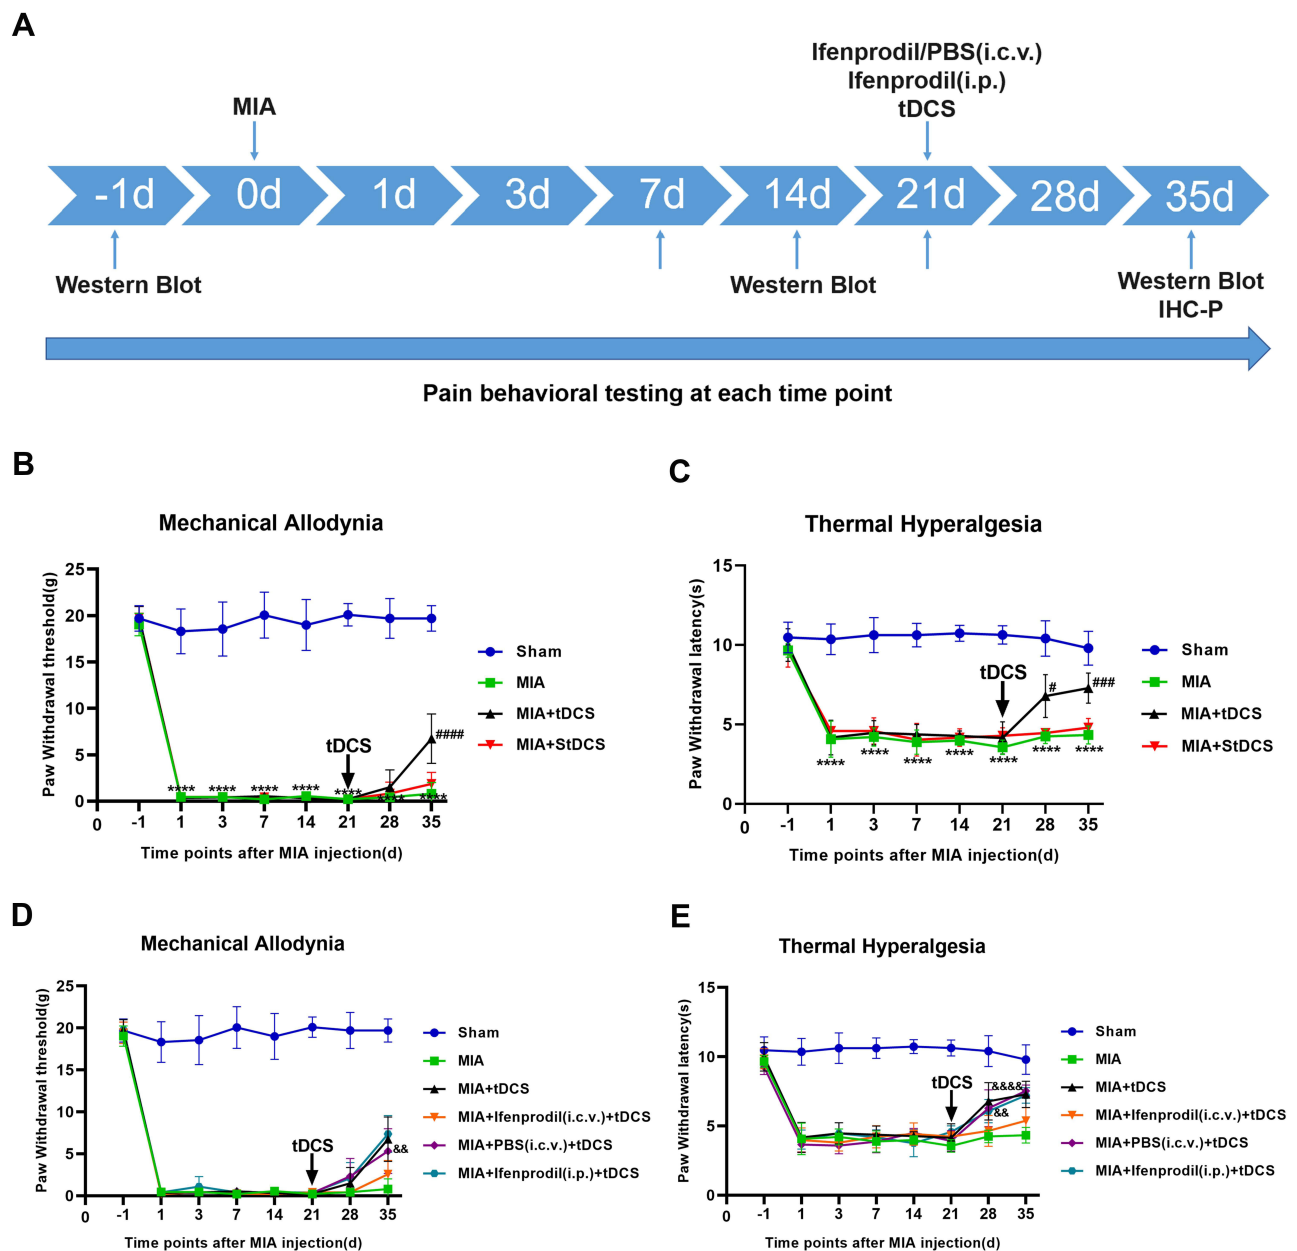 A
Ifenprodil/PBS(i.c.v.)
Ifenprodil(i.p.)
tDCS
MIA
-1d 0d 1d 3d 7d 14d 21d 28d 35d
Western Blot
Western Blot
Western Blot
IHC-P
Pain behavioral testing at each time point
B
Mechanical Allodynia
Paw Withdrawal threshold(g)
25
20
15
10
5
0
0 -1 1 3 7 14 21 28 35
Time points after MIA injection(d)
tDCS
####
**** **** **** **** **** **** ****
Sham
MIA
MIA+tDCS
MIA+StDCS
C
Thermal Hyperalgesia
Paw Withdrawal latency(s)
15
10
5
0
0 -1 1 3 7 14 21 28 35
Time points after MIA injection(d)
tDCS
#
###
**** **** **** **** **** **** ****
Sham
MIA
MIA+tDCS
MIA+StDCS
D
Mechanical Allodynia
Paw Withdrawal threshold(g)
25
20
15
10
5
0
0 -1 1 3 7 14 21 28 35
Time points after MIA injection(d)
tDCS
&&
Sham
MIA
MIA+tDCS
MIA+Ifenprodil(i.c.v.)+tDCS
MIA+PBS(i.c.v.)+tDCS
MIA+Ifenprodil(i.p.)+tDCS
E
Thermal Hyperalgesia
Paw Withdrawal latency(s)
15
10
5
0
0 -1 1 3 7 14 21 28 35
Time points after MIA injection(d)
tDCS
&&&&
&&
Sham
MIA
MIA+tDCS
MIA+Ifenprodil(i.c.v.)+tDCS
MIA+PBS(i.c.v.)+tDCS
MIA+Ifenprodil(i.p.)+tDCS